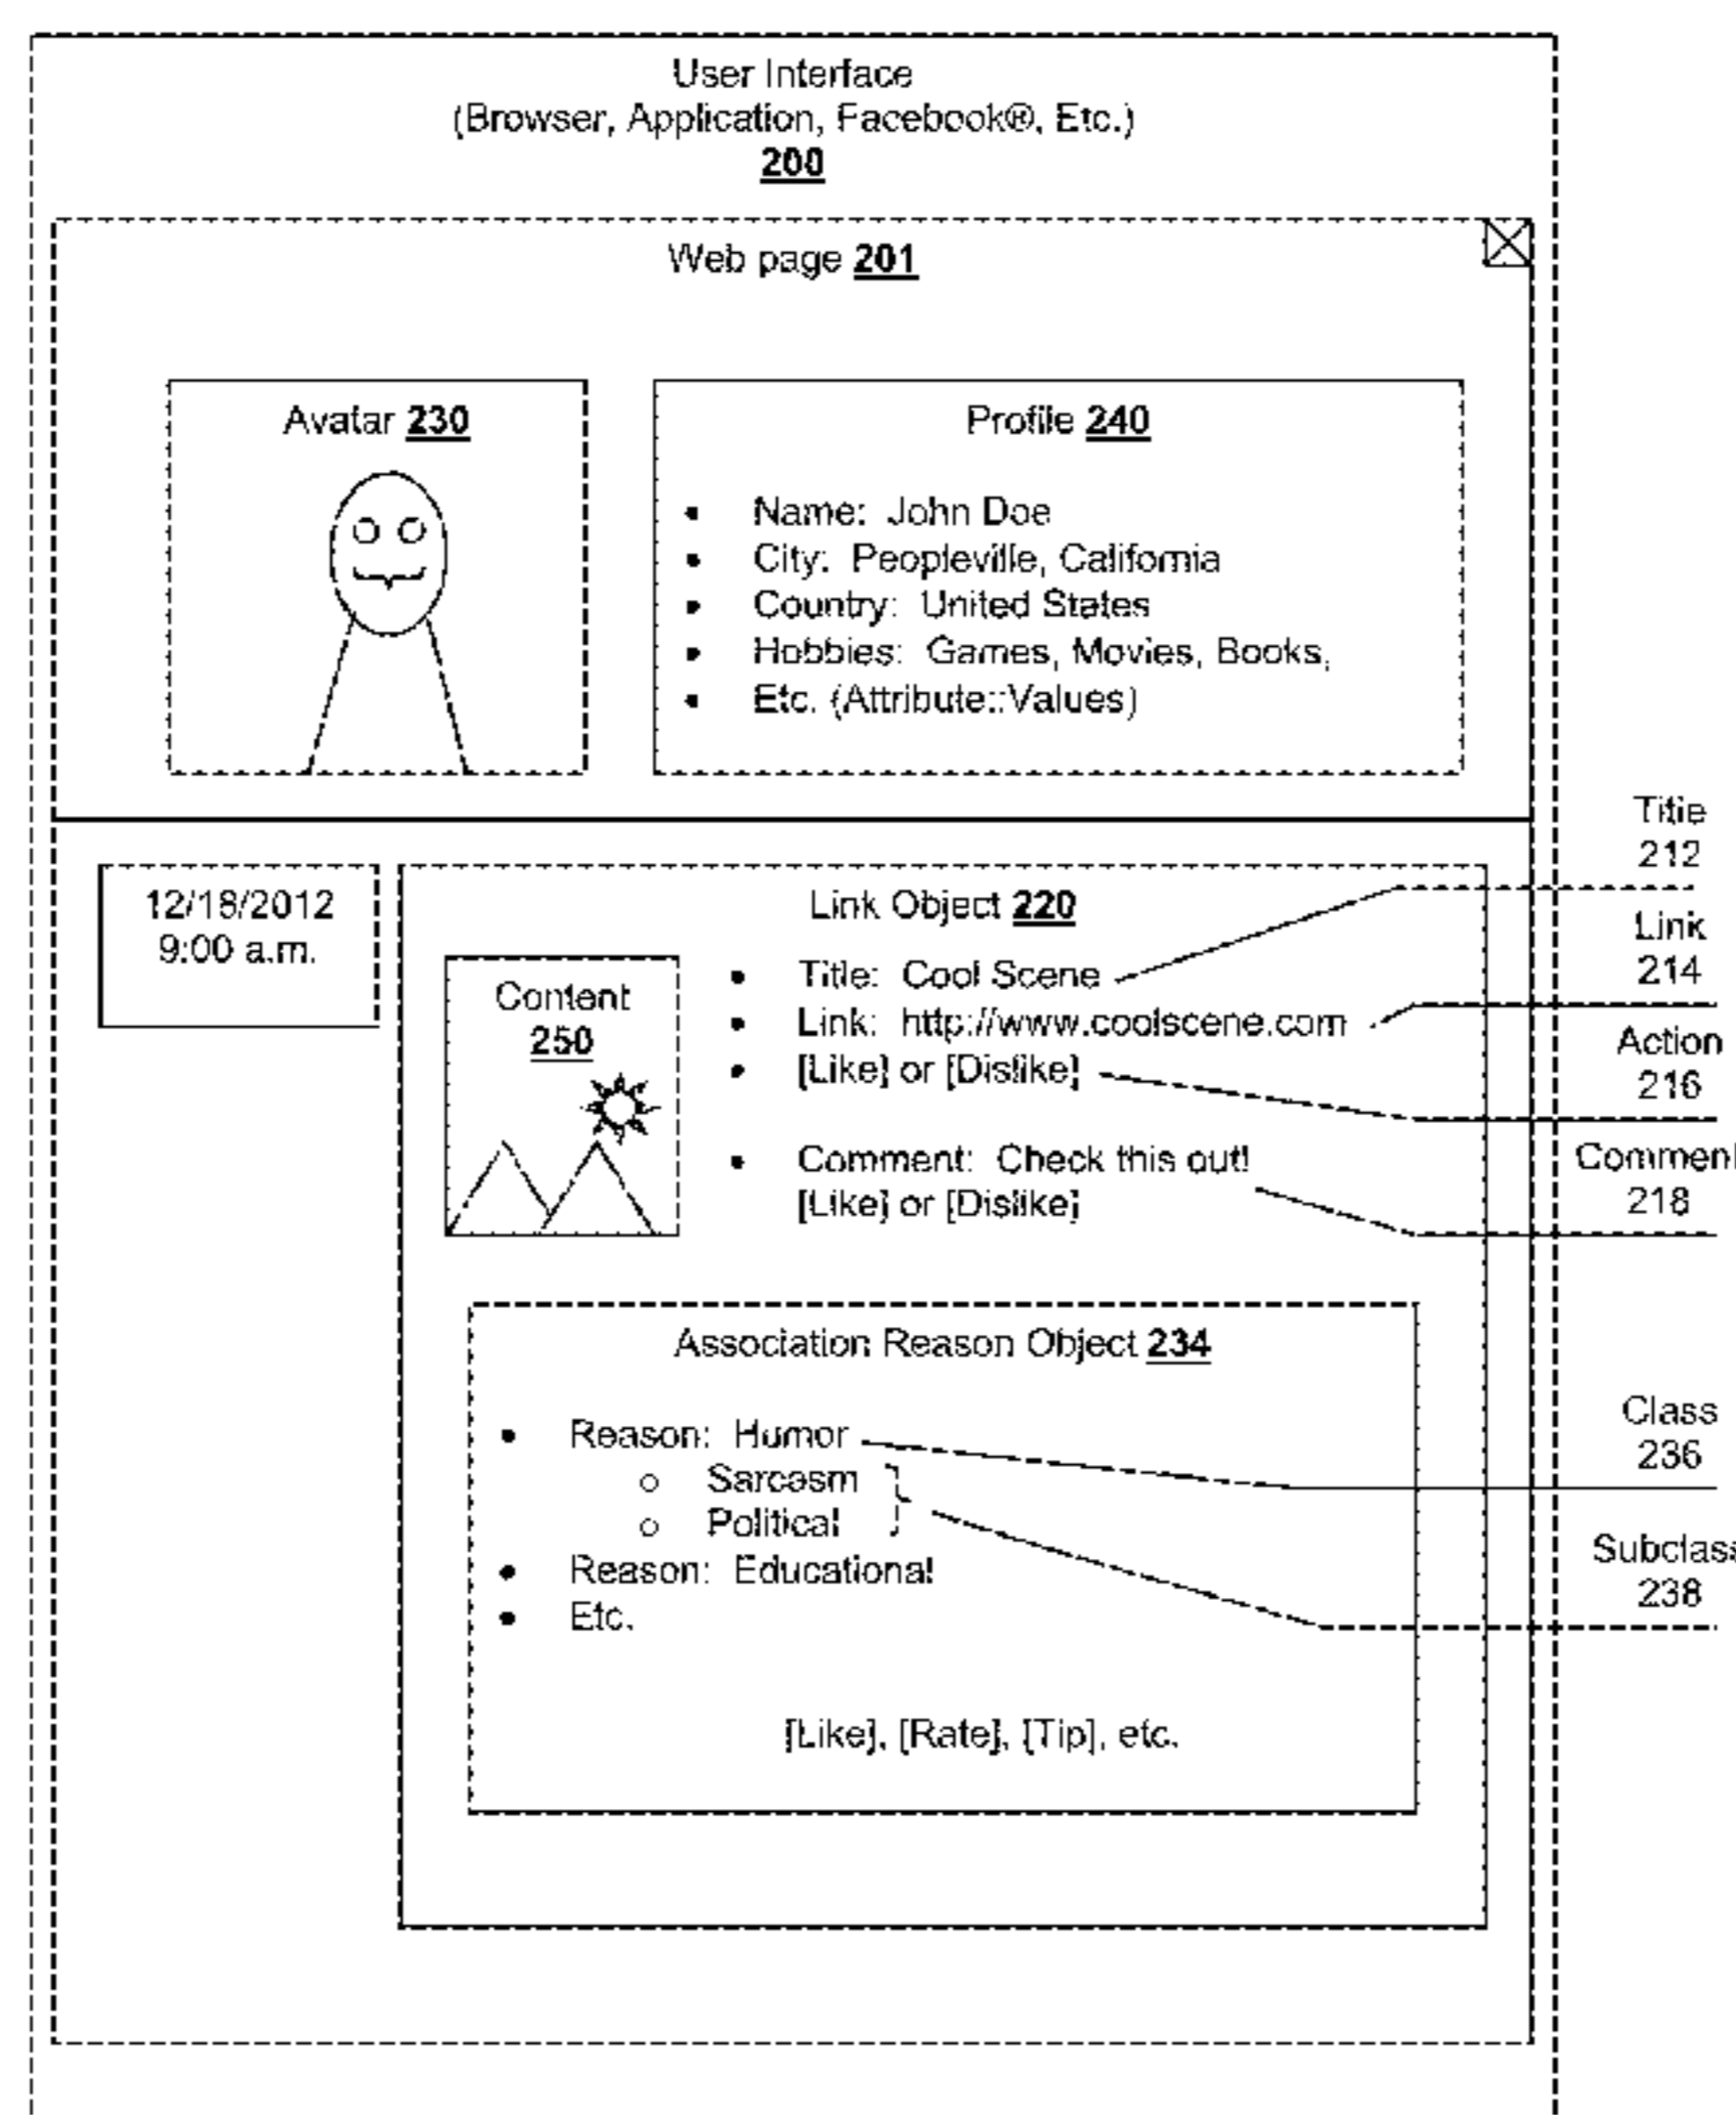 User Interface
(Browser, Application, Facebook®, Etc.)
200
Web page 201
Avatar 230
Profile 240
• Name: John Doe
• City: Peopleville, California
• Country: United States
• Hobbies: Games, Movies, Books,
• Etc. (Attribute::Values)
12/18/2012
9:00 a.m.
Link Object 220
Content
250
• Title: Cool Scene
• Link: http://www.coolscene.com
• [Like] or [Dislike]
• Comment: Check this out!
[Like] or [Dislike]
Title
212
Link
214
Action
216
Comment
218
Association Reason Object 234
• Reason: Humor
○ Sarcasm
○ Political
• Reason: Educational
• Etc.
[Like], [Rate], [Tip], etc.
Class
236
Subclass
238